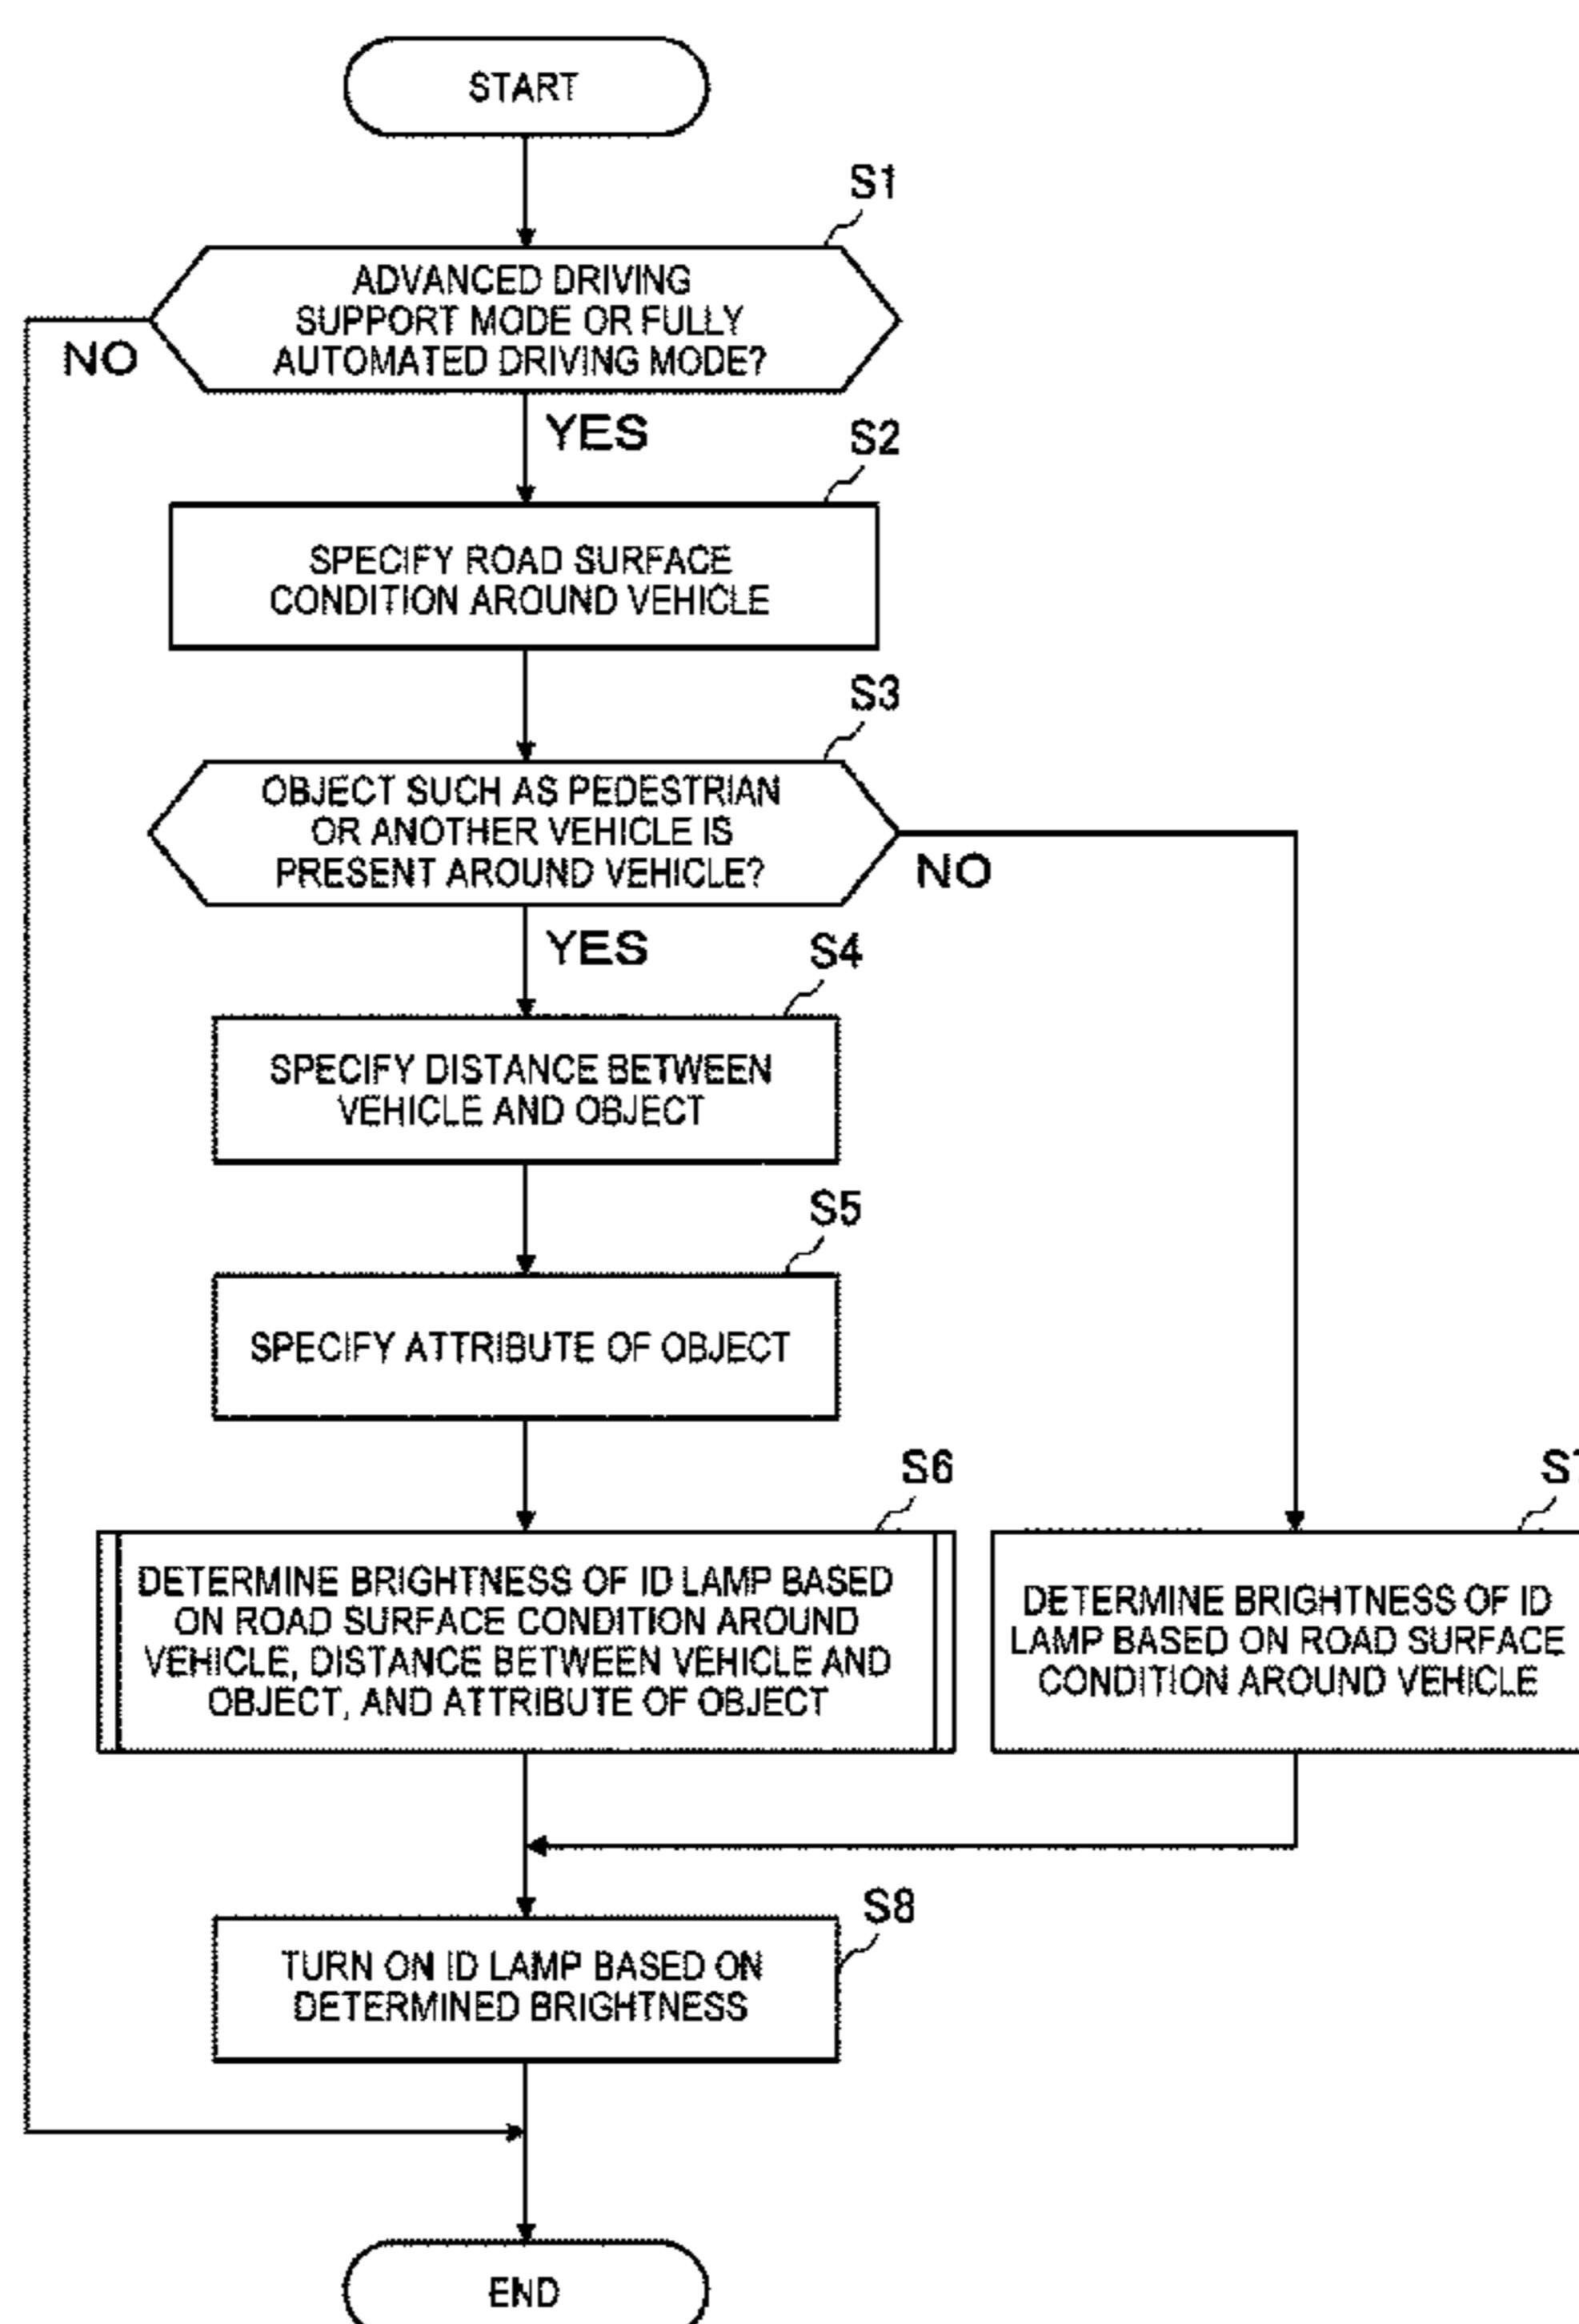 START
S1
ADVANCED DRIVING
SUPPORT MODE OR FULLY
AUTOMATED DRIVING MODE?
NO
YES
S2
SPECIFY ROAD SURFACE
CONDITION AROUND VEHICLE
S3
OBJECT SUCH AS PEDESTRIAN
OR ANOTHER VEHICLE IS
PRESENT AROUND VEHICLE?
NO
YES
S4
SPECIFY DISTANCE BETWEEN
VEHICLE AND OBJECT
S5
SPECIFY ATTRIBUTE OF OBJECT
S6
DETERMINE BRIGHTNESS OF ID LAMP BASED
ON ROAD SURFACE CONDITION AROUND
VEHICLE, DISTANCE BETWEEN VEHICLE AND
OBJECT, AND ATTRIBUTE OF OBJECT
DETERMINE BRIGHTNESS OF ID
LAMP BASED ON ROAD SURFACE
CONDITION AROUND VEHICLE
S8
TURN ON ID LAMP BASED ON
DETERMINED BRIGHTNESS
END